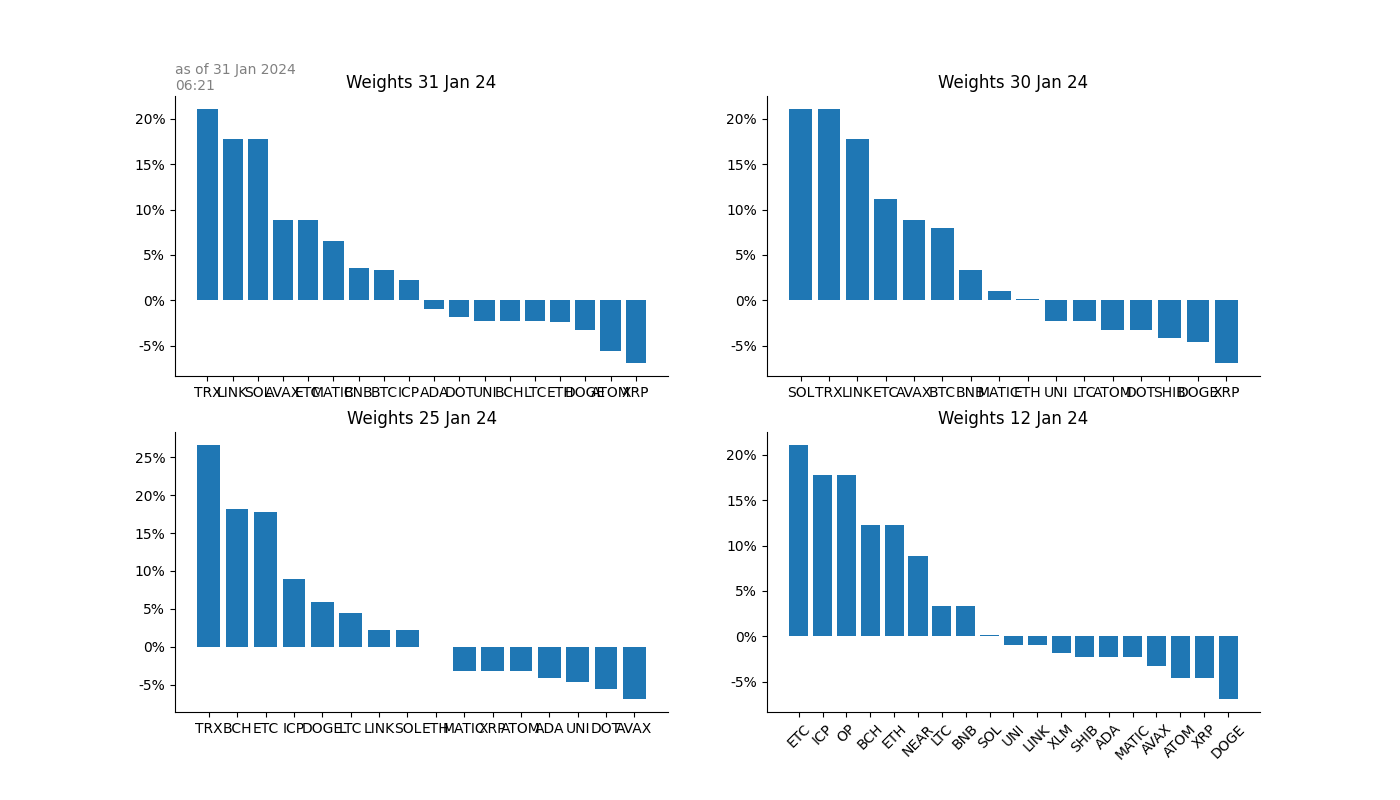 as of 31 Jan 2024
06:21
Weights 31 Jan 24
20%
15%
10%
5%
0%
-5%
TRX LINK SOL AVAX ETC MATIC BNB BTC ICP ADA DOT UNI BCH LTC ETH DOGE ATOM XRP
Weights 30 Jan 24
20%
15%
10%
5%
0%
-5%
SOL TRX LINK ETC AVAX BTC BNB MATIC ETH UNI LTC ATOM DOT SHIB DOGE XRP
Weights 25 Jan 24
25%
20%
15%
10%
5%
0%
-5%
TRX BCH ETC ICP DOGE LTC LINK SOL ETH MATIC XRP ATOM ADA UNI DOT AVAX
Weights 12 Jan 24
20%
15%
10%
5%
0%
-5%
ETC ICP OP BCH ETH NEAR LTC BNB SOL UNI LINK XLM SHIB ADA MATIC AVAX ATOM XRP DOGE